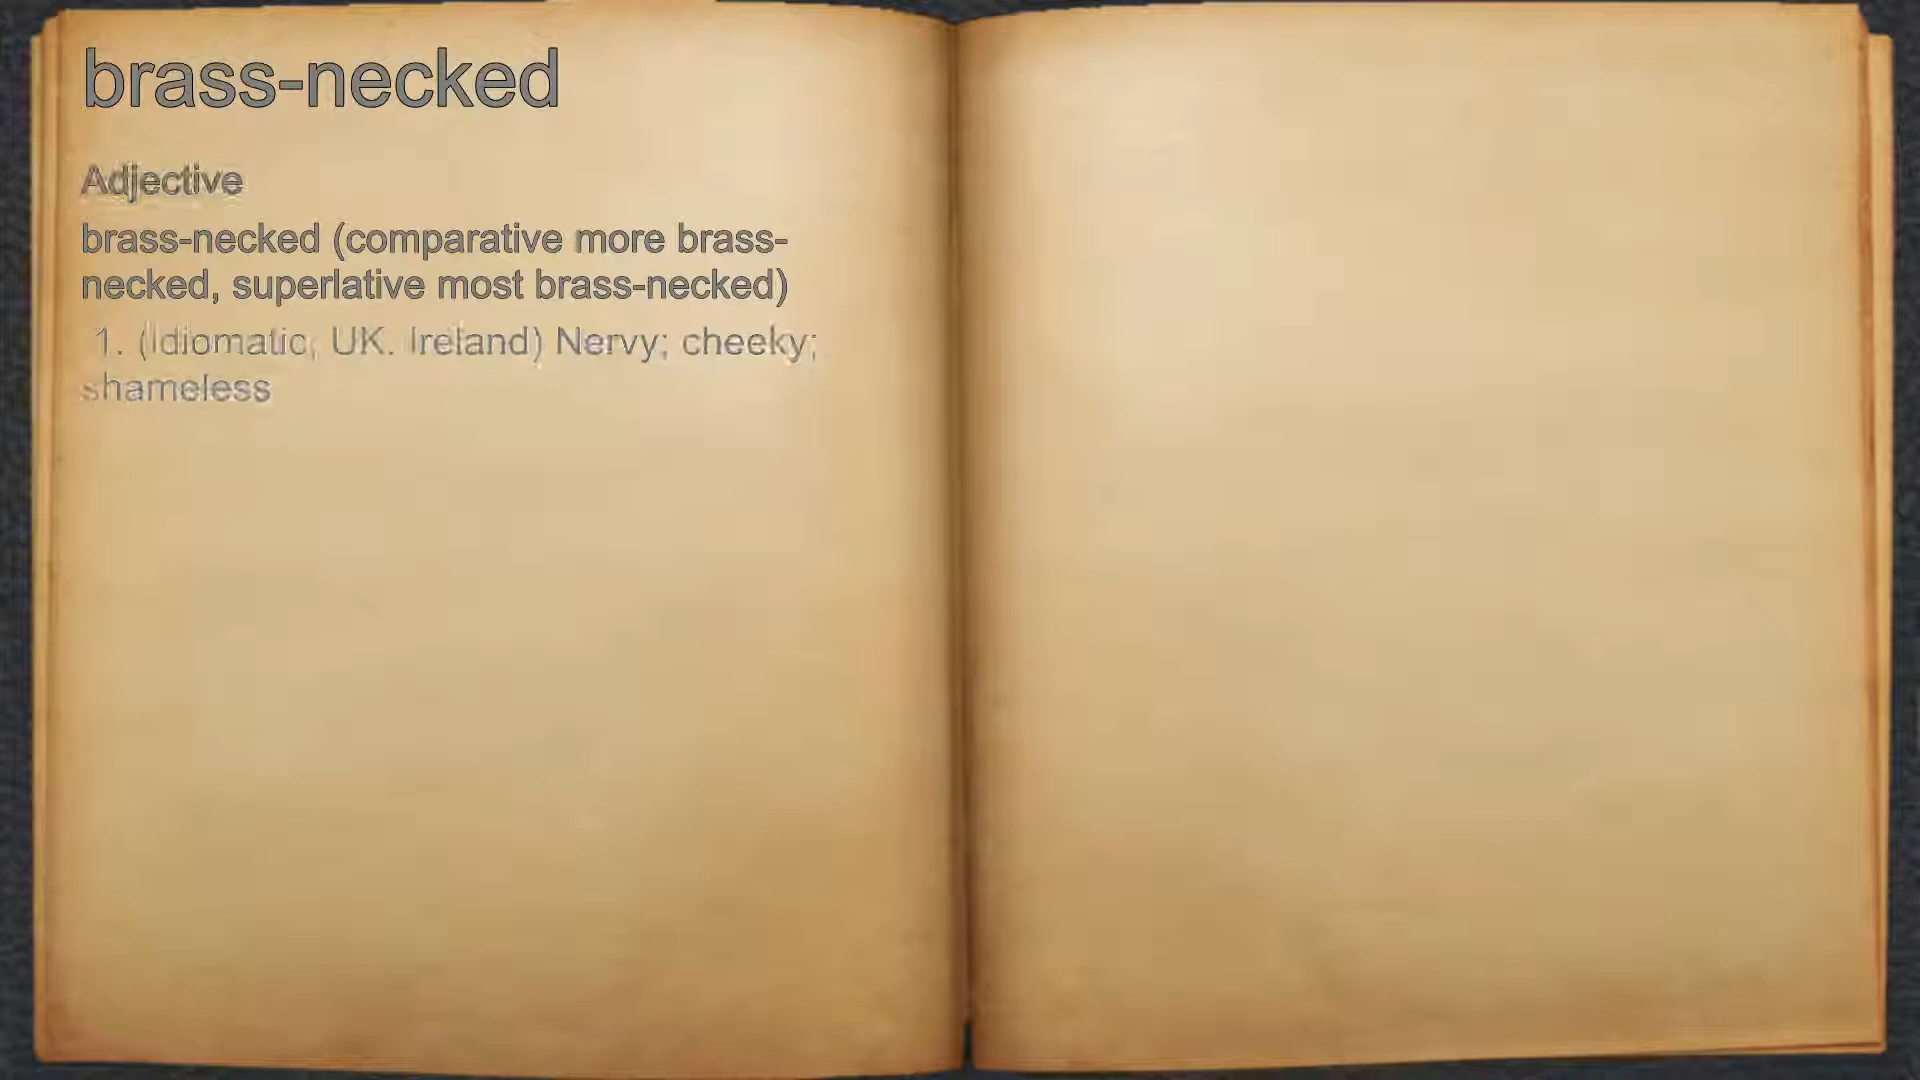 brass-necked
Adjective
brass-necked (comparative more brass-
necked, superlative most brass-necked)
1. (Idiomatic, UK. Ireland) Nervy; cheeky;
shameless